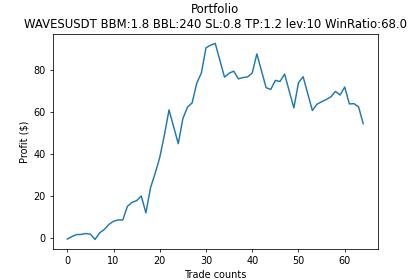 Portfolio
WAVESUSDT BBM:1.8 BBL:240 SL:0.8 TP:1.2 lev:10 WinRatio:68.0
Profit ($)
80
60
40
20
0
0 10 20 30 40 50 60
Trade counts